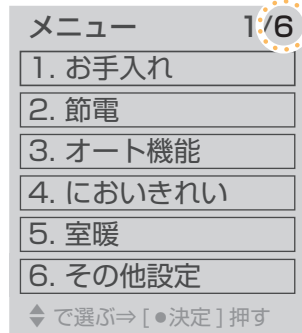 メニュー 1/6
1. お手入れ
2. 節電
3. オート機能
4. においきれい
5. 室暖
6. その他設定
♦で選ぶ⇒[●決定]押す